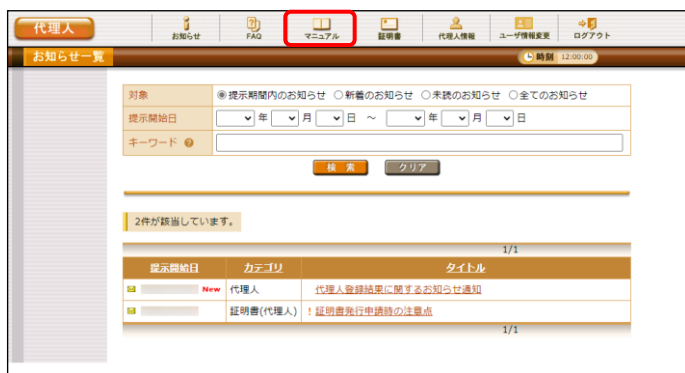 代理人
お知らせ FAQ マニュアル 証明書 代理人情報 ユーザ情報変更 ログアウト
お知らせ一覧 時刻 12:00:00
対象 提示期間内のお知らせ 新着のお知らせ 未読のお知らせ 全てのお知らせ
提示開始日 年 月 日 ~ 年 月 日
キーワード ?
検 索 クリア
2件が該当しています。
1/1
提示開始日 カテゴリ タイトル
New 代理人 代理人登録結果に関するお知らせ通知
証明書(代理人) ! 証明書発行申請時の注意点
1/1